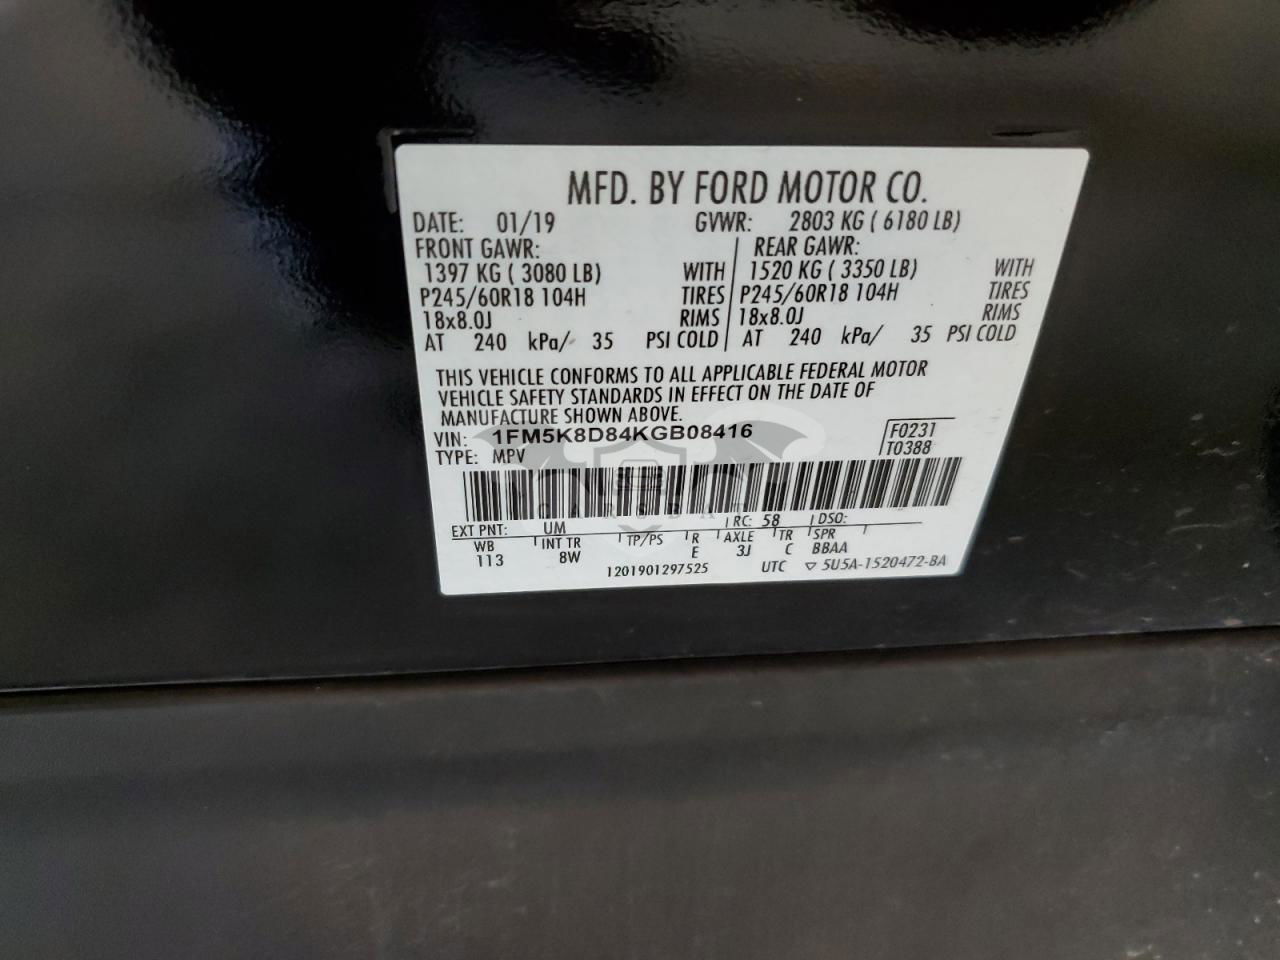 MFD. BY FORD MOTOR CO.
DATE: 01/19 GVWR: 2803 KG ( 6180 LB)
FRONT GAWR: REAR GAWR:
1397 KG ( 3080 LB) WITH 1520 KG ( 3350 LB) WITH
P245/60R18 104H TIRES P245/60R18 104H TIRES
18x8.0J RIMS 18x8.0J RIMS
AT 240 kPa/ 35 PSI COLD AT 240 kPa/ 35 PSI COLD
THIS VEHICLE CONFORMS TO ALL APPLICABLE FEDERAL MOTOR
VEHICLE SAFETY STANDARDS IN EFFECT ON THE DATE OF
MANUFACTURE SHOWN ABOVE.
VIN: 1FM5K8D84KGB08416 F0231
TYPE: MPV T0388
EXT PNT: UM RC: 58 DSO:
WB INT TR TP/PS R AXLE TR SPR
113 8W E 3J C BBAA
1201901297525 UTC ▽ 5U5A-1520472-BA